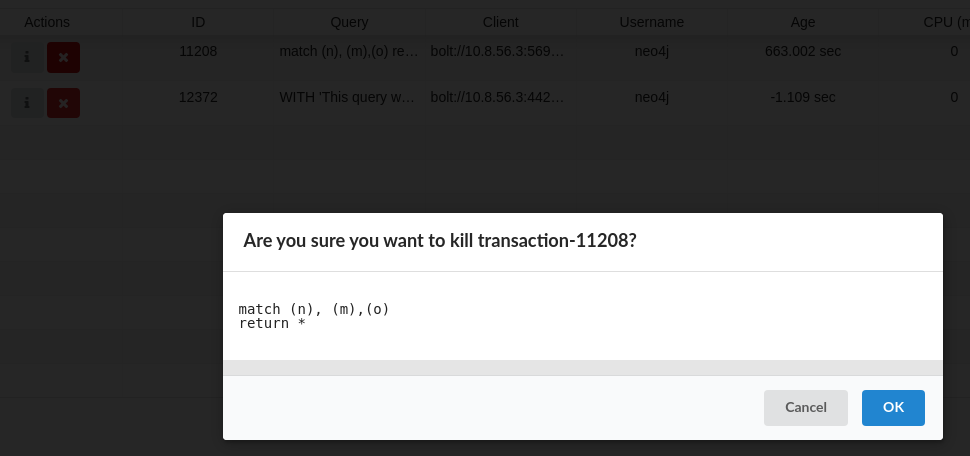 Actions ID Query Client Username Age CPU (m
11208 match (n), (m),(o) re... bolt://10.8.56.3:569... neo4j 663.002 sec 0
12372 WITH 'This query w... bolt://10.8.56.3:442... neo4j -1.109 sec 0
Are you sure you want to kill transaction-11208?
match (n), (m),(o)
return *
Cancel OK